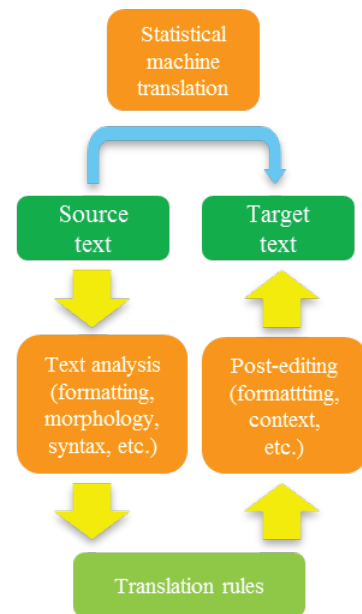 Statistical
machine
translation
Source
text
Target
text
Text analysis
(formatting,
morphology,
syntax, etc.)
Post-editing
(formattting,
context,
etc.)
Translation rules